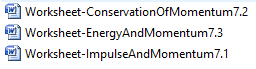 Worksheet-ConservationOfMomentum7.2
Worksheet-EnergyAndMomentum7.3
Worksheet-ImpulseAndMomentum7.1